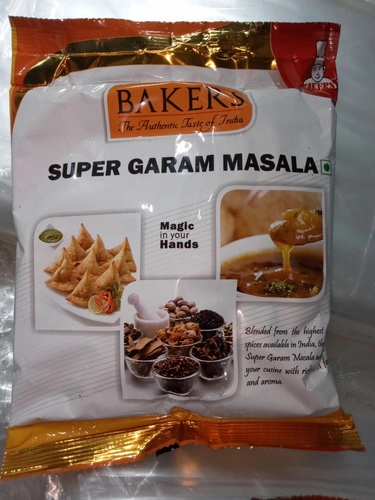 BAKERS
The Authentic Taste of India
SUPER GARAM MASALA
Magic
in your
Hands
Blended from the highest
spices available in India, the
Super Garam Masala
your cusine with
and aroma.